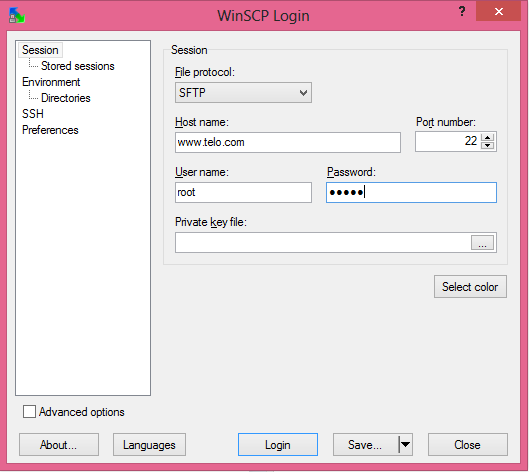 WinSCP Login
?
Session
Stored sessions
Environment
Directories
SSH
Preferences
Session
File protocol:
SFTP
Host name:
Port number:
www.telo.com
22
User name:
Password:
root
●●●●●
Private key file:
...
Select color
Advanced options
About...
Languages
Login
Save...
Close